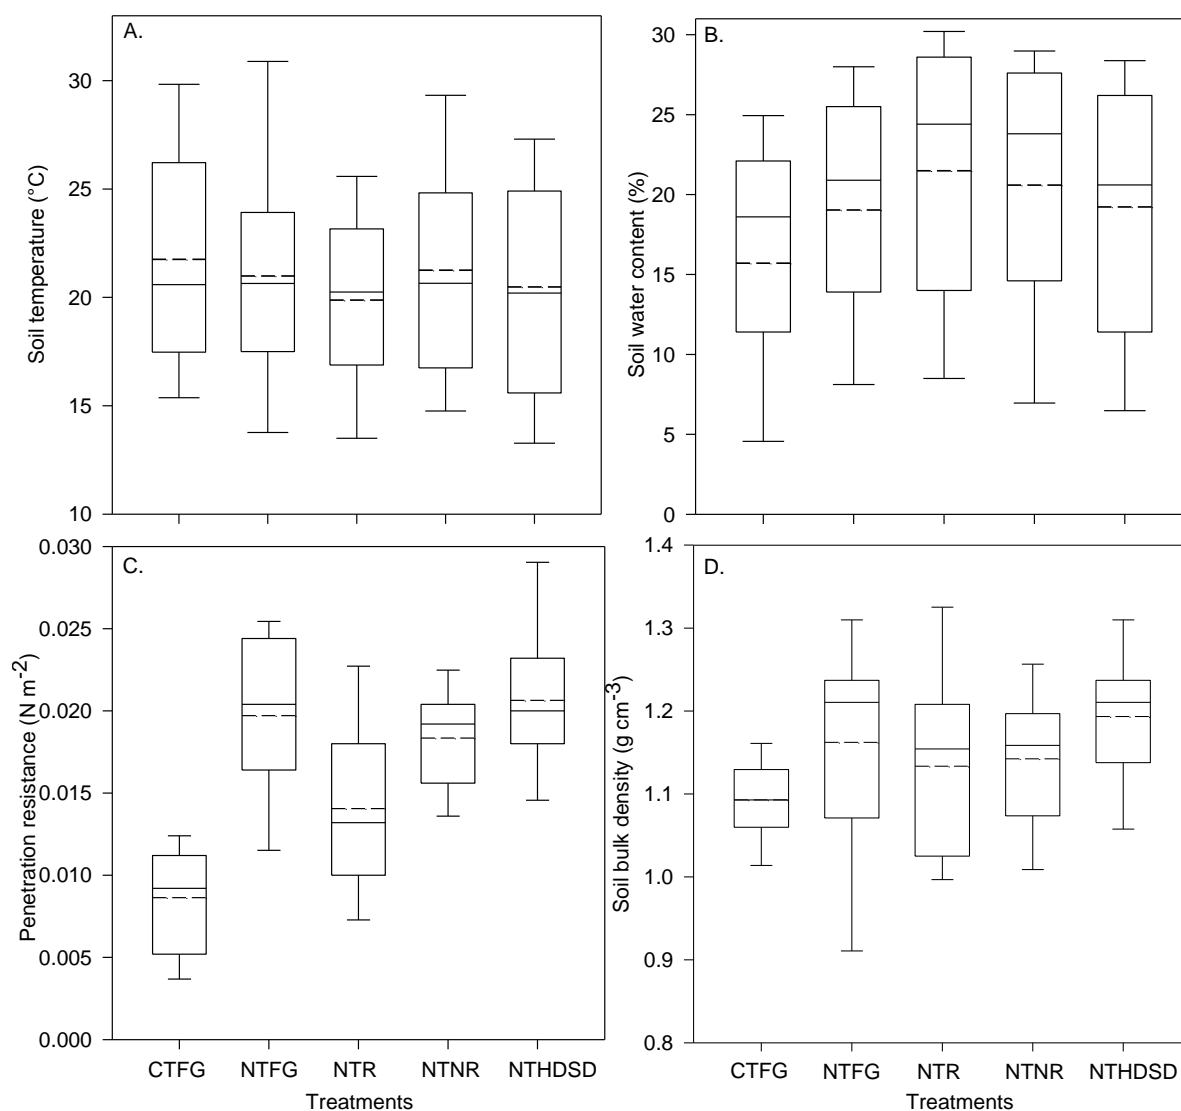 A.
30
25
20
15
10
Soil temperature (°C)
B.
30
25
20
15
10
5
0
Soil water content (%)
C.
0.030
0.025
0.020
0.015
0.010
0.005
0.000
Penetration resistance (N m-2)
CTFG NTFG NTR NTNR NTHDSD
Treatments
D.
1.4
1.3
1.2
1.1
1.0
0.9
0.8
Soil bulk density (g cm-3)
CTFG NTFG NTR NTNR NTHDSD
Treatments